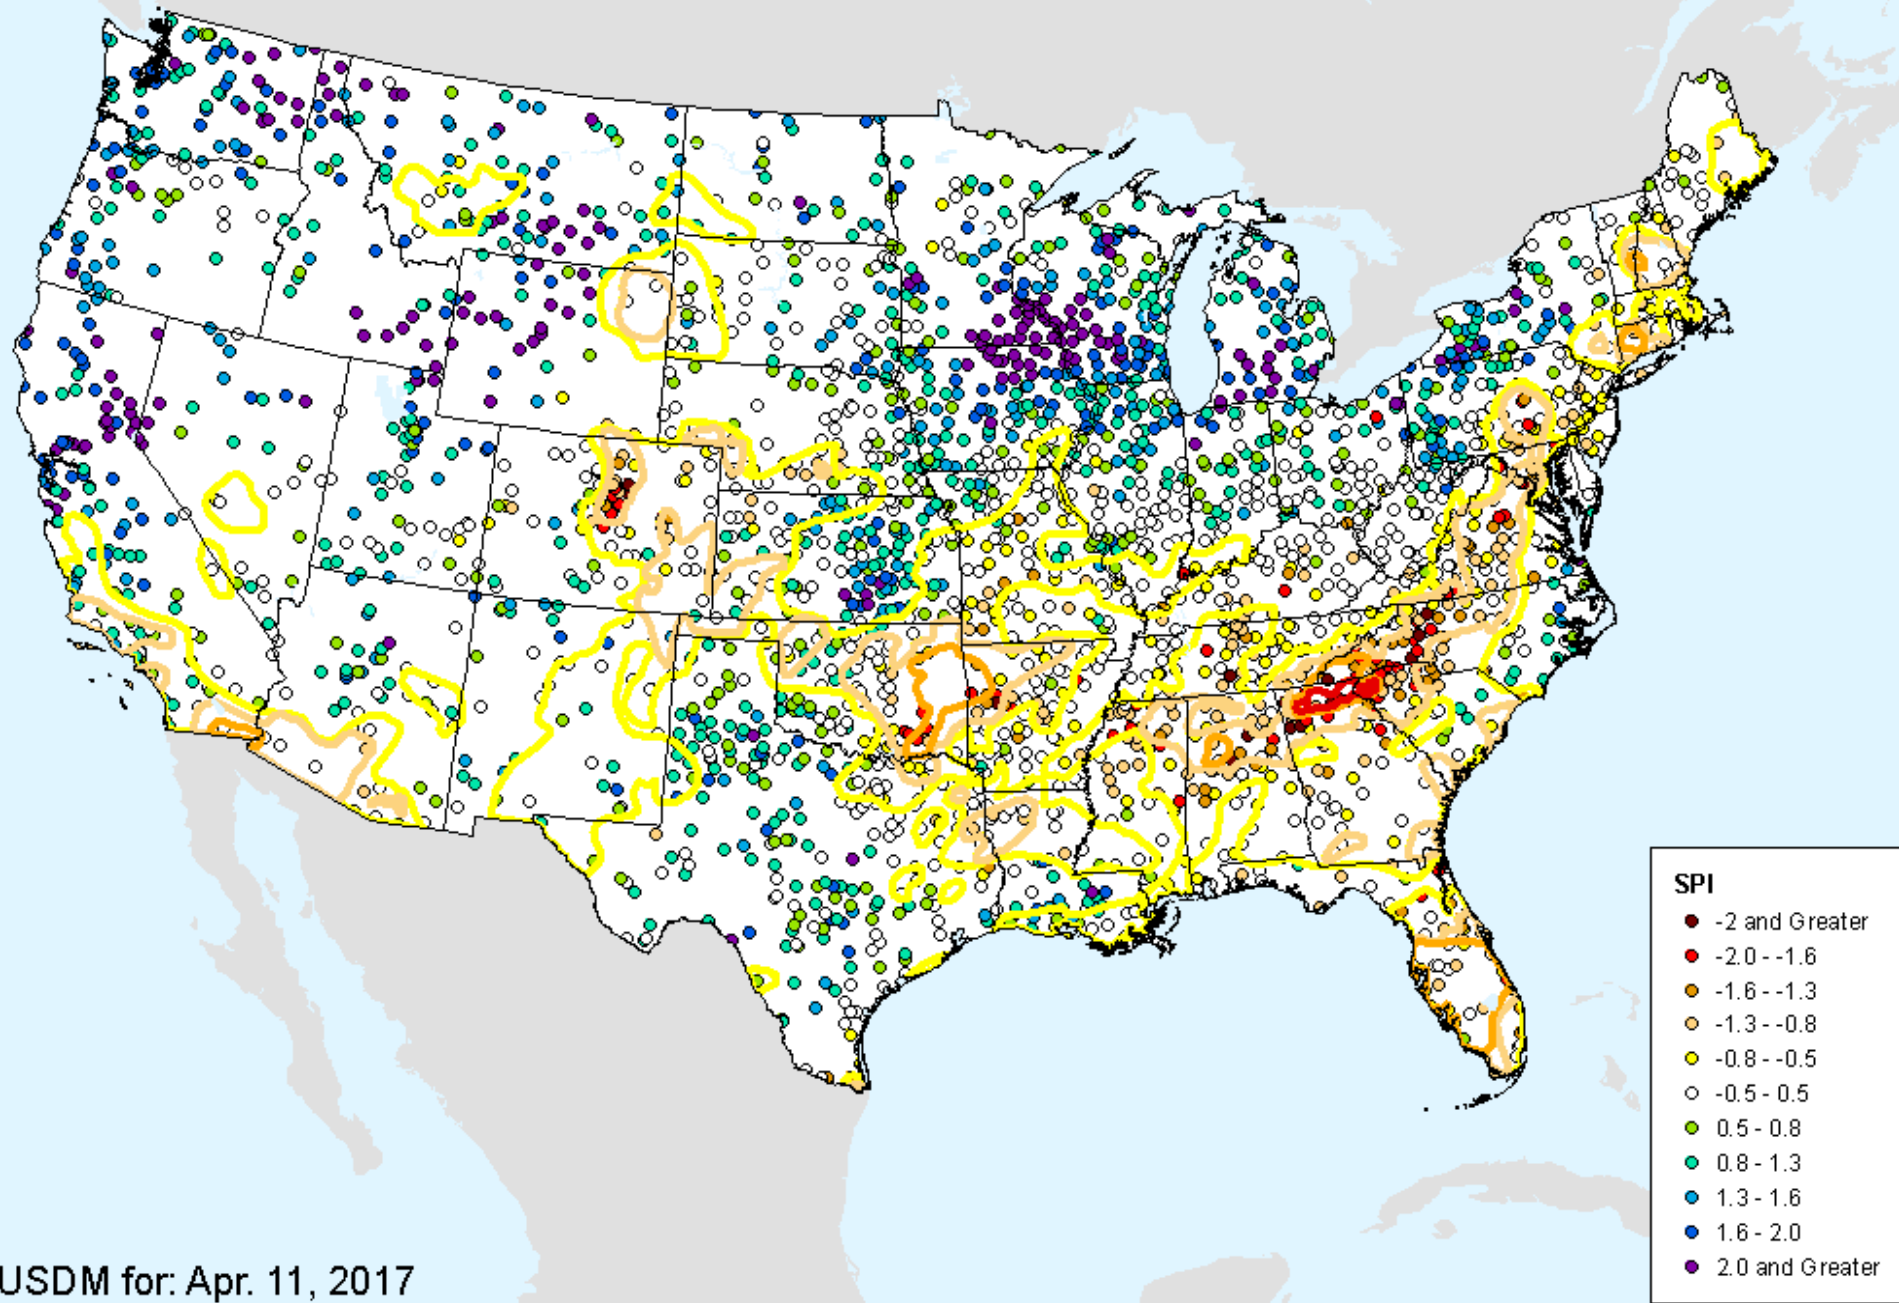 SPI
-2 and Greater
-2.0 - -1.6
-1.6 - -1.3
-1.3 - -0.8
-0.8 - -0.5
-0.5 - 0.5
0.5 - 0.8
0.8 - 1.3
1.3 - 1.6
1.6 - 2.0
2.0 and Greater
USDM for: Apr. 11, 2017